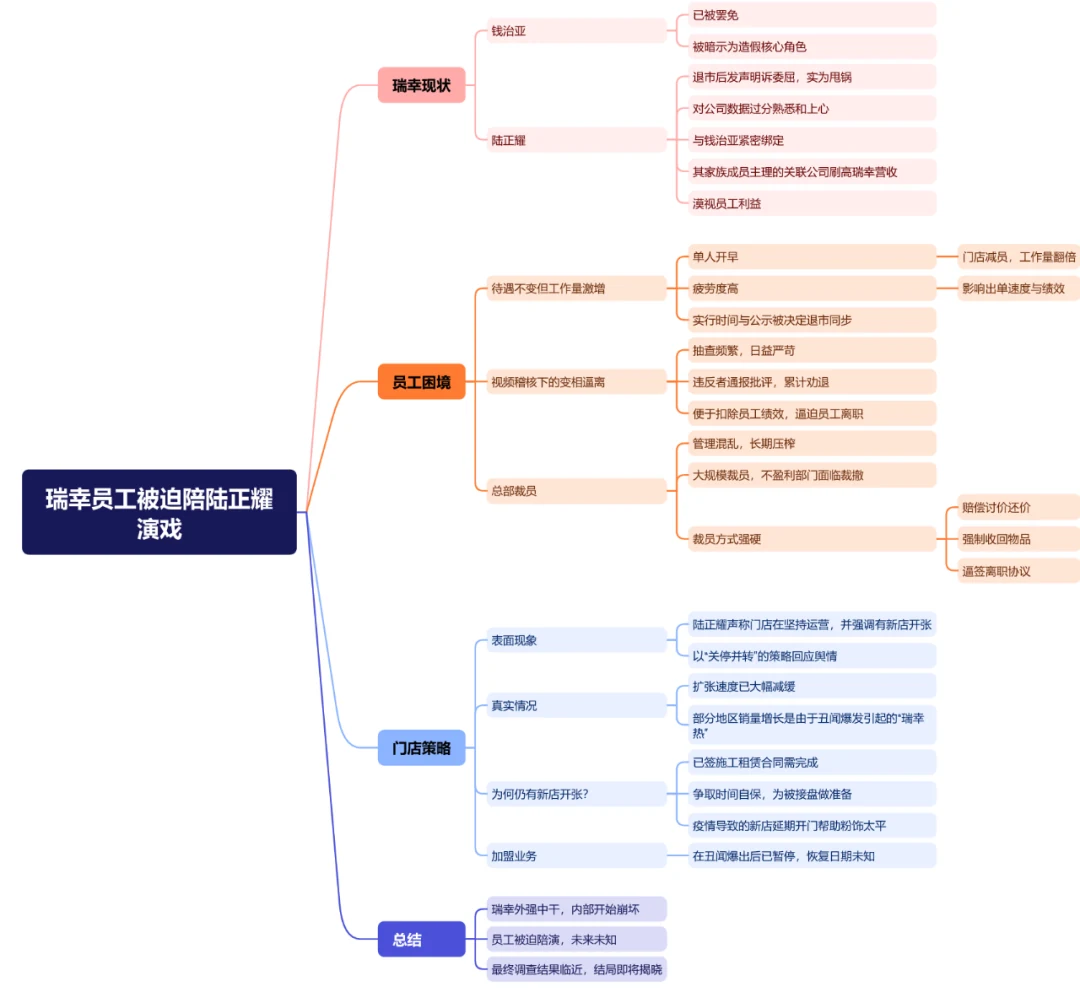 瑞幸员工被迫陪陆正耀
演戏
瑞幸现状
钱治亚
已被罢免
被暗示为造假核心角色
陆正耀
退市后发声明诉委屈，实为甩锅
对公司数据过分熟悉和上心
与钱治亚紧密绑定
其家族成员主理的关联公司刷高瑞幸营收
漠视员工利益
员工困境
待遇不变但工作量激增
单人开早
门店减员，工作量翻倍
疲劳度高
影响出单速度与绩效
实行时间与公示被决定退市同步
视频稽核下的变相逼离
抽查频繁，日益严苛
违反者通报批评，累计劝退
便于扣除员工绩效，逼迫员工离职
总部裁员
管理混乱，长期压榨
大规模裁员，不盈利部门面临裁撤
裁员方式强硬
赔偿讨价还价
强制收回物品
逼签离职协议
门店策略
表面现象
陆正耀声称门店在坚持运营，并强调有新店开张
以“关停并转”的策略回应舆情
真实情况
扩张速度已大幅减缓
部分地区销量增长是由于丑闻爆发引起的“瑞幸
热”
为何仍有新店开张？
已签施工租赁合同需完成
争取时间自保，为被接盘做准备
疫情导致的新店延期开门帮助粉饰太平
加盟业务
在丑闻爆出后已暂停，恢复日期未知
总结
瑞幸外强中干，内部开始崩坏
员工被迫陪演，未来未知
最终调查结果临近，结局即将揭晓